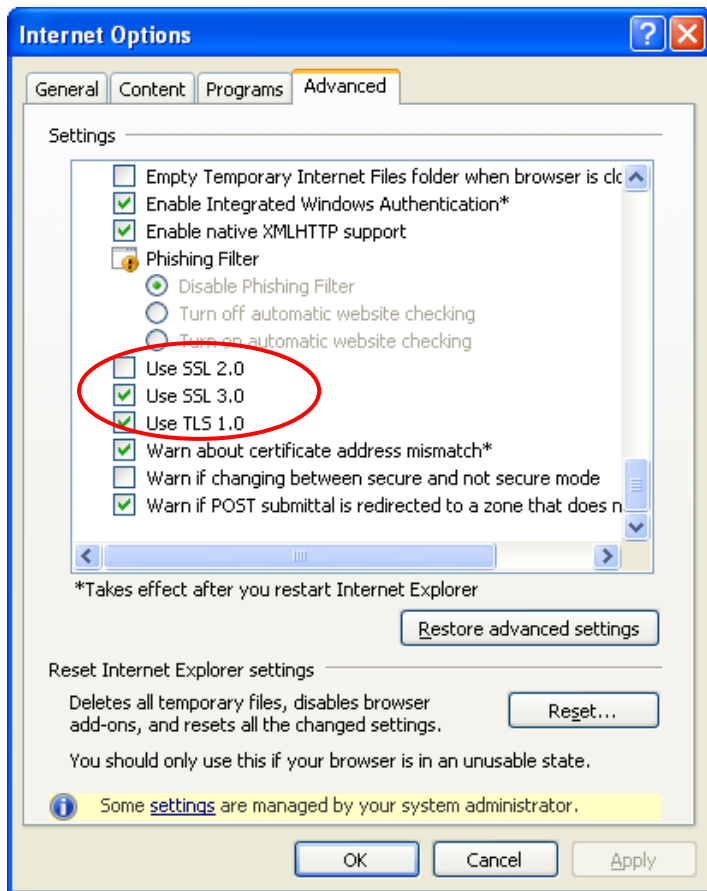 Internet Options
General Content Programs Advanced
Settings
Empty Temporary Internet Files folder when browser is clo
Enable Integrated Windows Authentication*
Enable native XMLHTTP support
Phishing Filter
Disable Phishing Filter
Turn off automatic website checking
Turn on automatic website checking
Use SSL 2.0
Use SSL 3.0
Use TLS 1.0
Warn about certificate address mismatch*
Warn if changing between secure and not secure mode
Warn if POST submittal is redirected to a zone that does n
*Takes effect after you restart Internet Explorer
Restore advanced settings
Reset Internet Explorer settings
Deletes all temporary files, disables browser
add-ons, and resets all the changed settings.
Reset...
You should only use this if your browser is in an unusable state.
Some settings are managed by your system administrator.
OK Cancel Apply